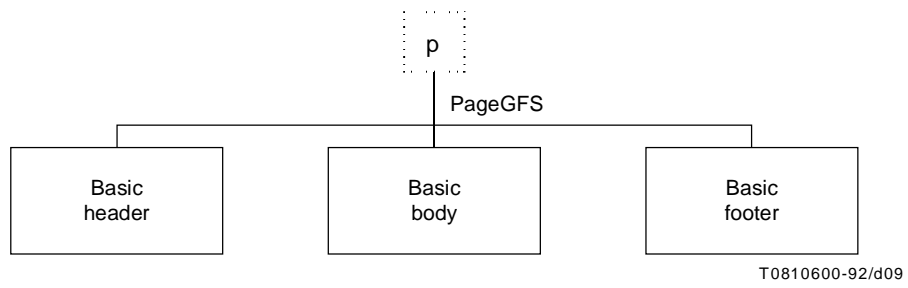 p
PageGFS
Basic
header
Basic
body
Basic
footer
T0810600-92/d09